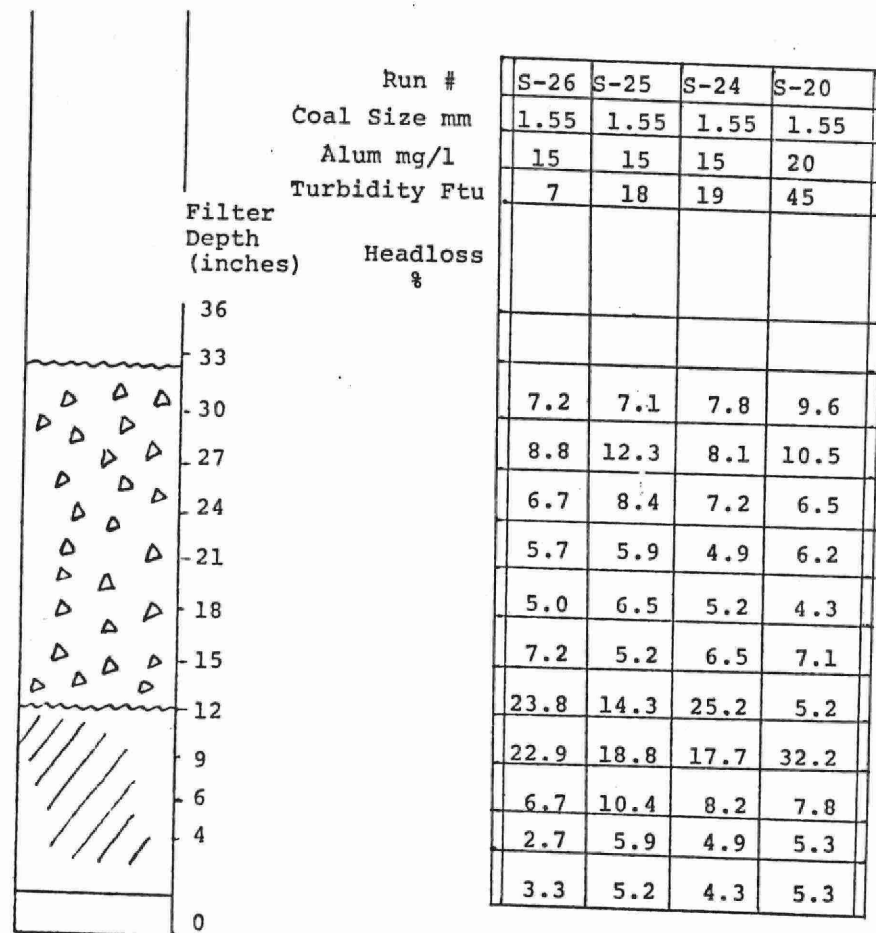 Run # S-26 S-25 S-24 S-20
Coal Size mm 1.55 1.55 1.55 1.55
Alum mg/l 15 15 15 20
Turbidity Ftu 7 18 19 45
Filter
Depth
(inches)
Headloss
%
36
33
30 7.2 7.1 7.8 9.6
27 8.8 12.3 8.1 10.5
24 6.7 8.4 7.2 6.5
21 5.7 5.9 4.9 6.2
18 5.0 6.5 5.2 4.3
15 7.2 5.2 6.5 7.1
12 23.8 14.3 25.2 5.2
9 22.9 18.8 17.7 32.2
6 6.7 10.4 8.2 7.8
4 2.7 5.9 4.9 5.3
3.3 5.2 4.3 5.3
0